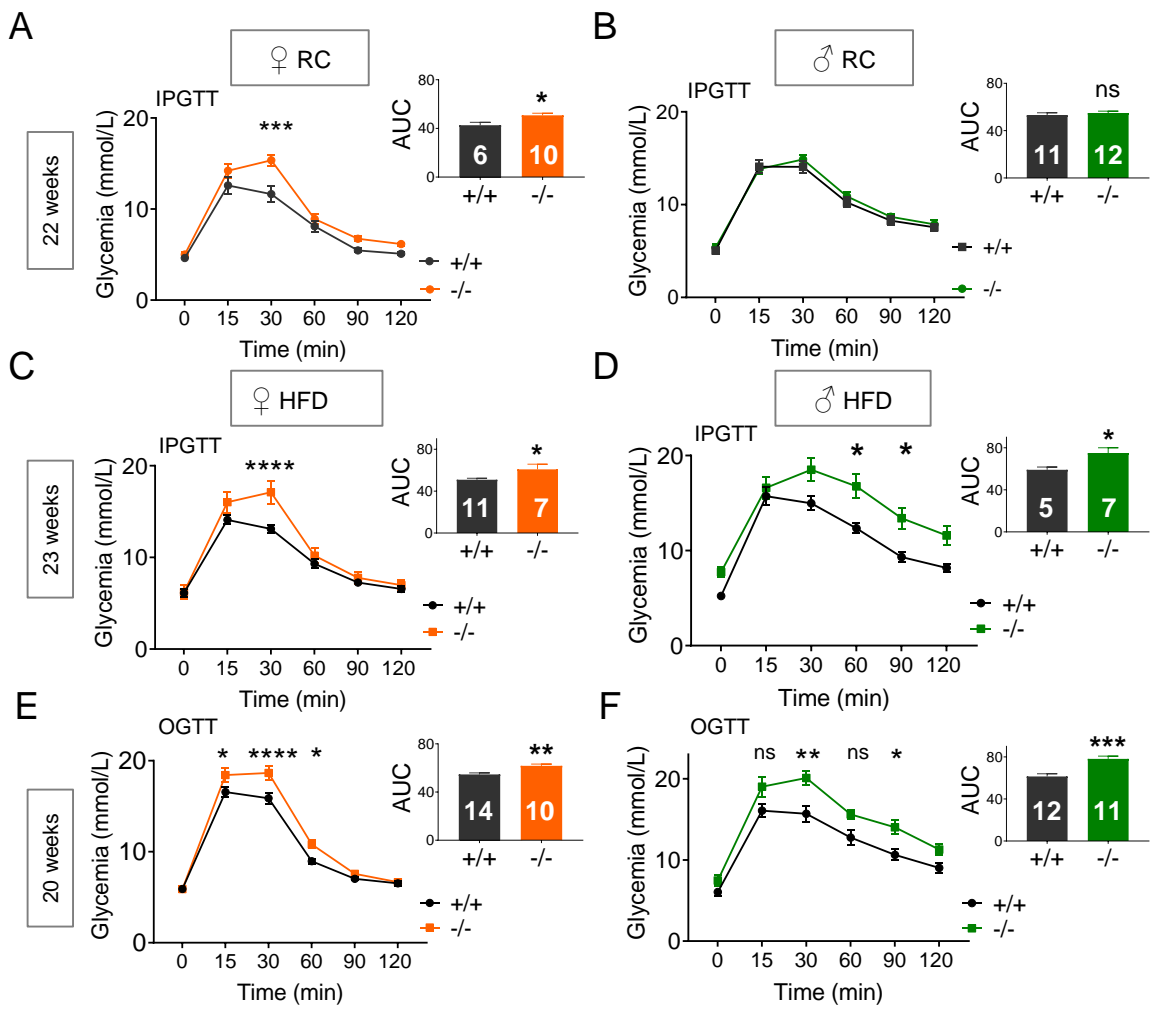 A
♀ RC
IPGTT
22 weeks
Glycemia (mmol/L)
20
10
0
***
0 15 30 60 90 120
Time (min)
AUC
80
40
0
*
6 10
+/+ -/-
+/+
-/-
B
♂ RC
IPGTT
Glycemia (mmol/L)
20
10
0
0 15 30 60 90 120
Time (min)
AUC
80
40
0
ns
11 12
+/+ -/-
+/+
-/-
C
♀ HFD
IPGTT
23 weeks
Glycemia (mmol/L)
20
10
0
****
0 15 30 60 90 120
Time (min)
AUC
80
40
0
*
11 7
+/+ -/-
+/+
-/-
D
♂ HFD
IPGTT
Glycemia (mmol/L)
20
10
0
* *
0 15 30 60 90 120
Time (min)
AUC
80
40
0
*
5 7
+/+ -/-
+/+
-/-
E
OGTT
20 weeks
Glycemia (mmol/L)
20
10
0
* **** *
0 15 30 60 90 120
Time (min)
AUC
80
40
0
**
14 10
+/+ -/-
+/+
-/-
F
OGTT
Glycemia (mmol/L)
20
10
0
ns ** ns *
0 15 30 60 90 120
Time (min)
AUC
80
40
0
***
12 11
+/+ -/-
+/+
-/-